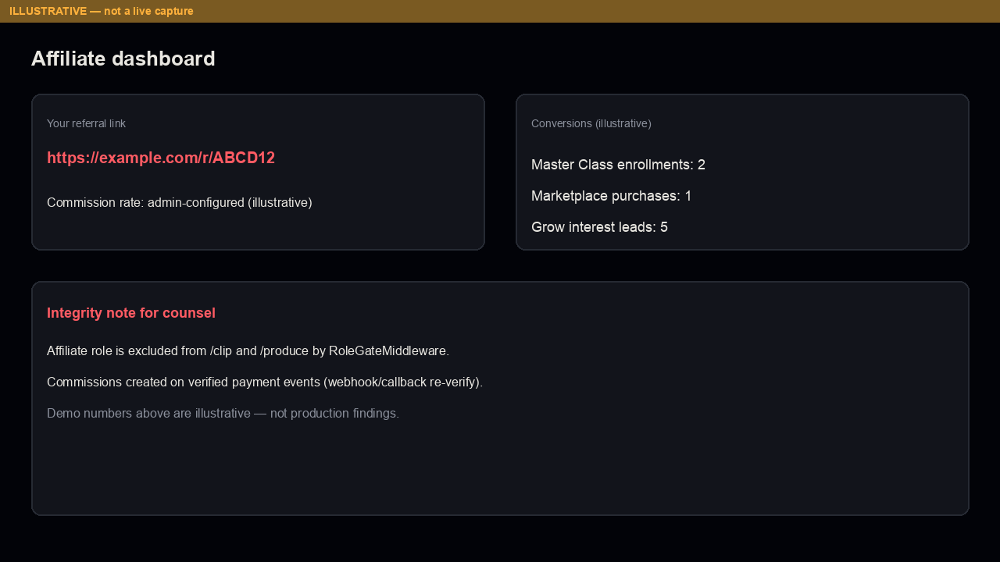 ILLUSTRATIVE — not a live capture
Affiliate dashboard
Your referral link
https://example.com/r/ABCD12
Commission rate: admin-configured (illustrative)
Conversions (illustrative)
Master Class enrollments: 2
Marketplace purchases: 1
Grow interest leads: 5
Integrity note for counsel
Affiliate role is excluded from /clip and /produce by RoleGateMiddleware.
Commissions created on verified payment events (webhook/callback re-verify).
Demo numbers above are illustrative — not production findings.